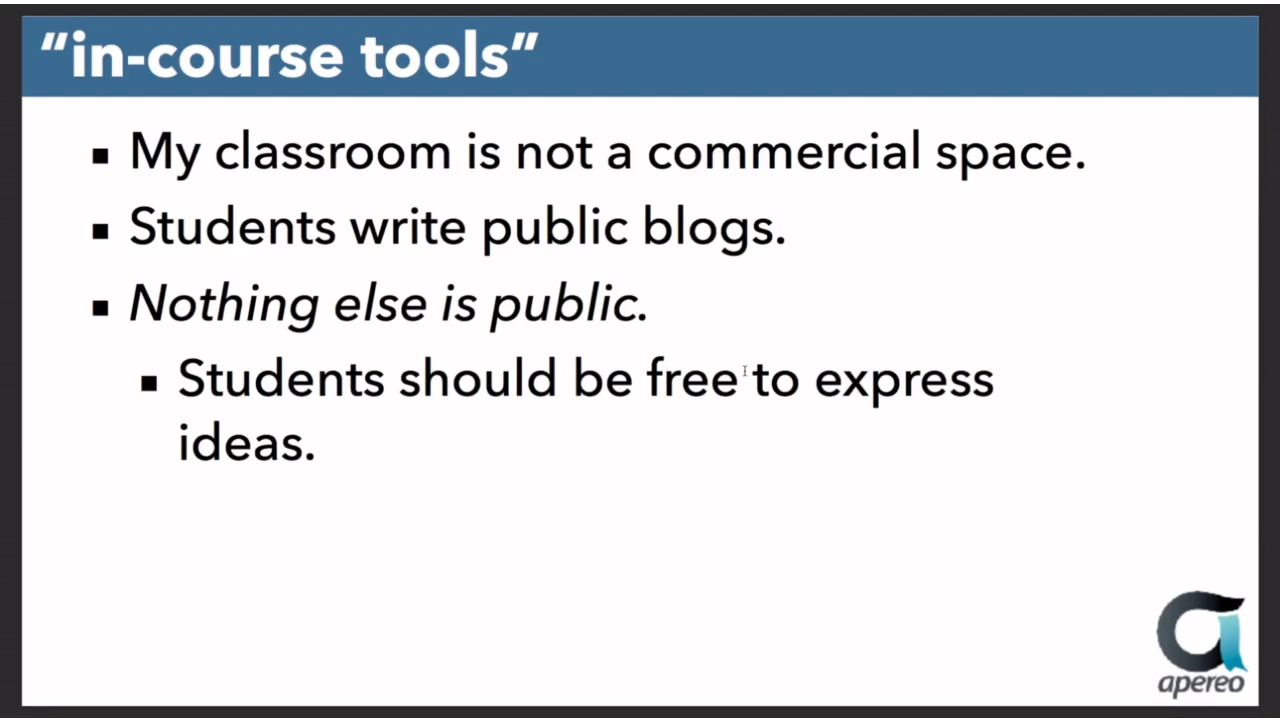 “in-course tools”
My classroom is not a commercial space.
Students write public blogs.
Nothing else is public.
Students should be free to express
ideas.
apereo